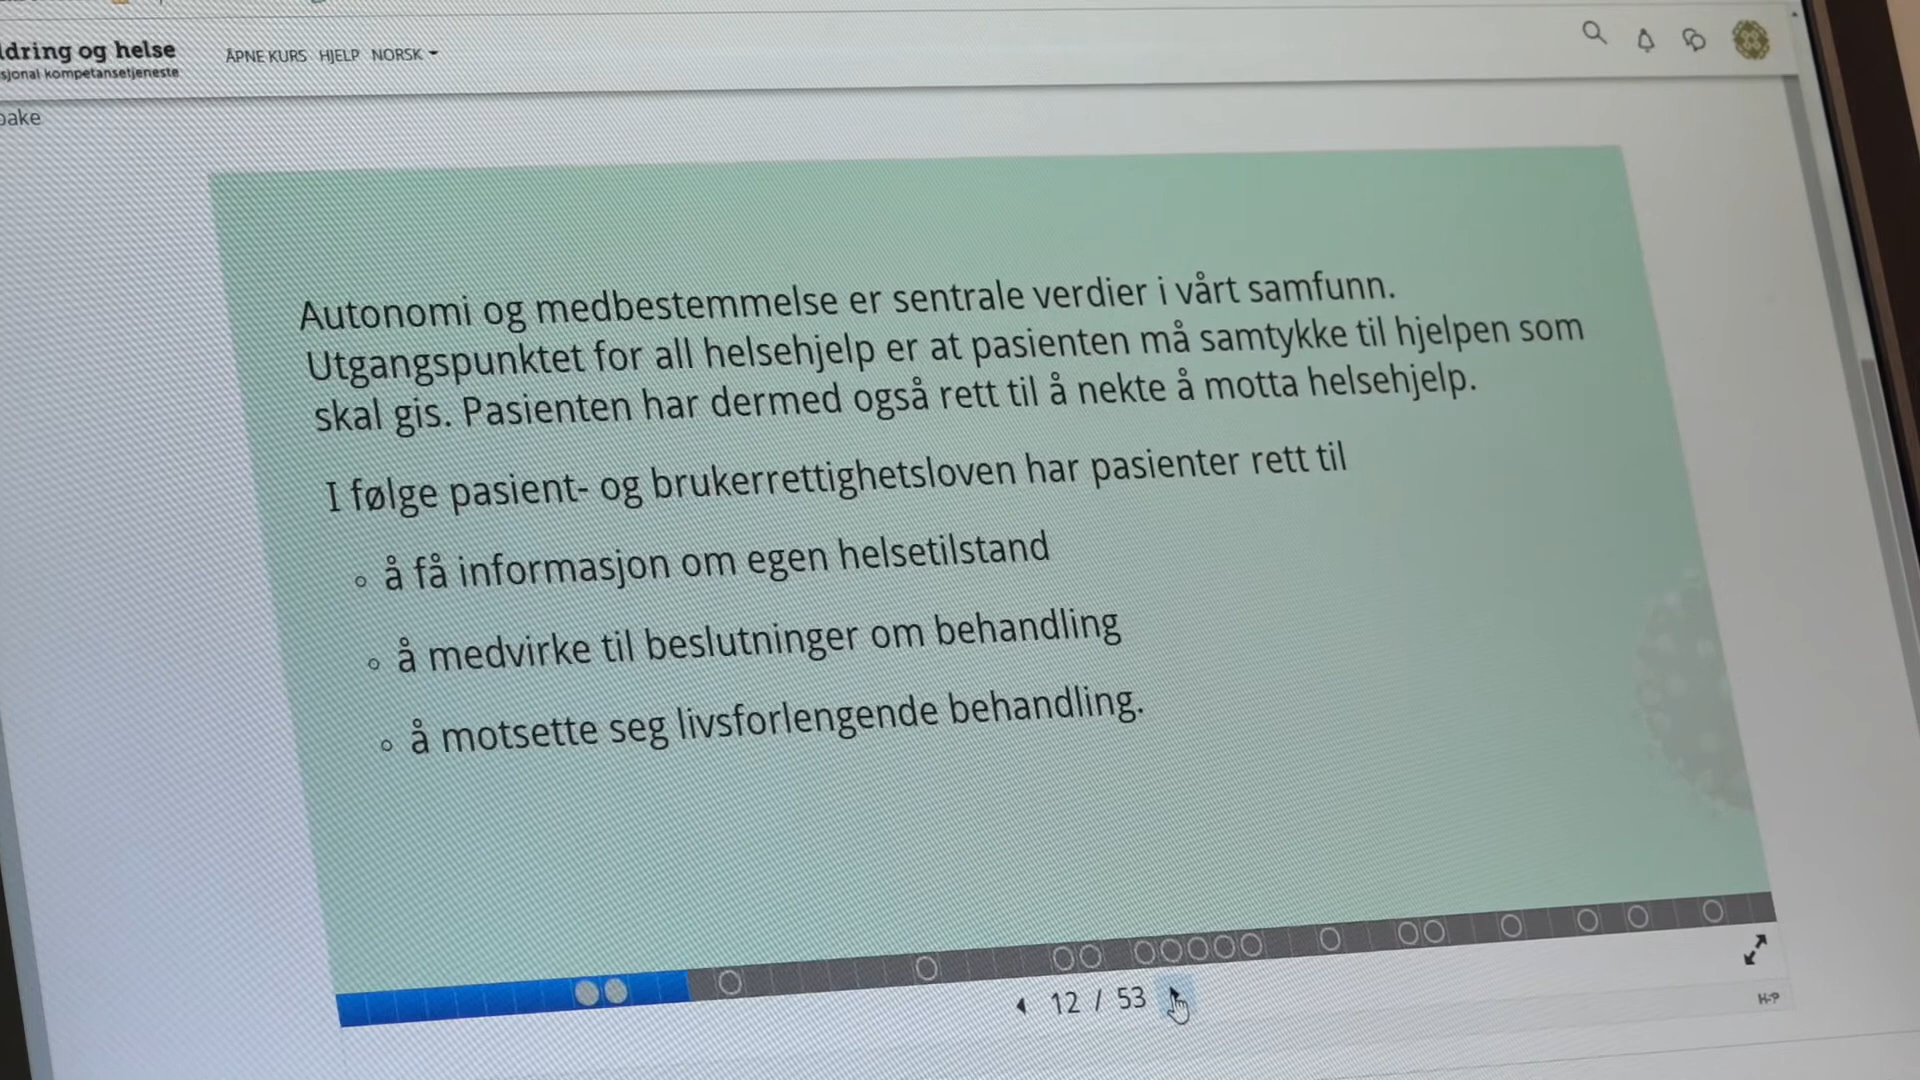 ldring og helse
sjonal kompetansetjeneste
ÅPNE KURS HJELP NORSK
bake
Autonomi og medbestemmelse er sentrale verdier i vårt samfunn.
Utgangspunktet for all helsehjelp er at pasienten må samtykke til hjelpen som
skal gis. Pasienten har dermed også rett til å nekte å motta helsehjelp.
I følge pasient- og brukerrettighetsloven har pasienter rett til
å få informasjon om egen helsetilstand
å medvirke til beslutninger om behandling
å motsette seg livsforlengende behandling.
12 / 53
H-P